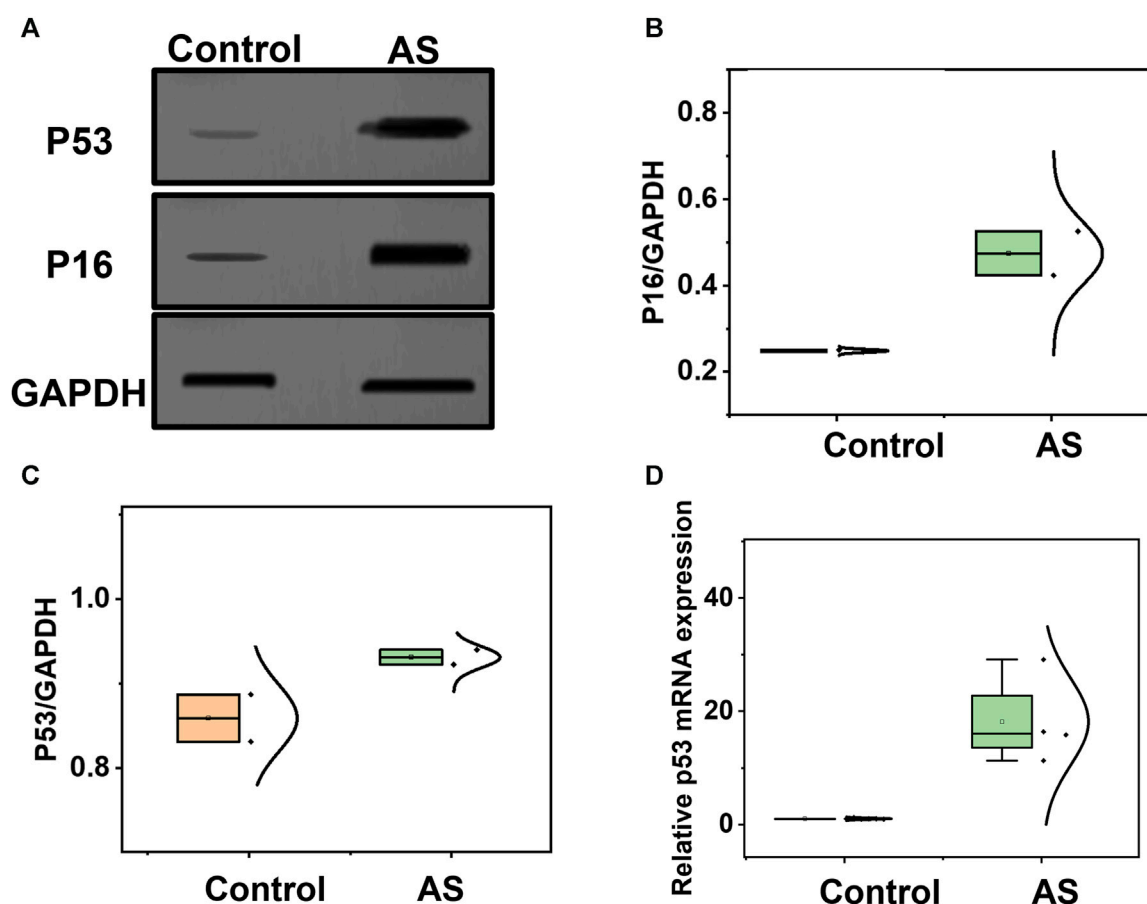 A
Control AS
P53
P16
GAPDH
B
P16/GAPDH
0.8
0.6
0.4
0.2
Control AS
C
P53/GAPDH
1.0
0.8
Control AS
D
Relative p53 mRNA expression
40
20
0
Control AS